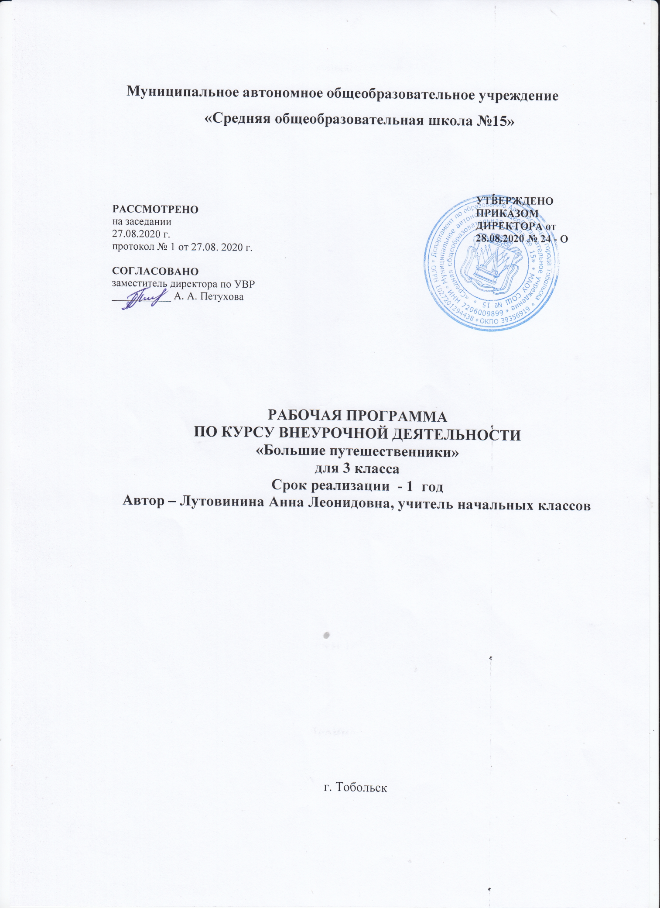 Муниципальное автономное общеобразовательное учреждение
«Средняя общеобразовательная школа №15»
РАССМОТРЕНО
на заседании
27.08.2020 г.
протокол № 1 от 27.08. 2020 г.
СОГЛАСОВАНО
заместитель директора по УВР
А. А. Петухова
УТВЕРЖДЕНО
ПРИКАЗОМ
ДИРЕКТОРА от
28.08.2020 № 24 - О
РАБОЧАЯ ПРОГРАММА
ПО КУРСУ ВНЕУРОЧНОЙ ДЕЯТЕЛЬНОСТИ
«Большие путешественники»
для 3 класса
Срок реализации - 1 год
Автор – Лутовинина Анна Леонидовна, учитель начальных классов
г. Тобольск